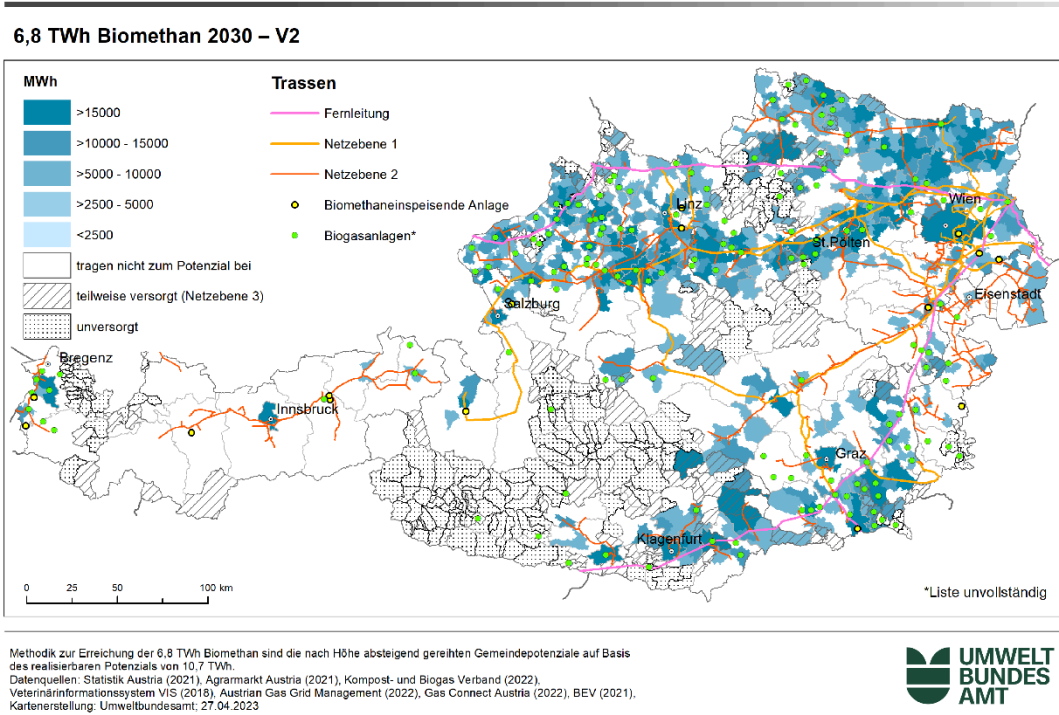 6,8 TWh Biomethan 2030 – V2
MWh
>15000
>10000 - 15000
>5000 - 10000
>2500 - 5000
<2500
tragen nicht zum Potenzial bei
teilweise versorgt (Netzebene 3)
unversorgt
Trassen
Fernleitung
Netzebene 1
Netzebene 2
Biomethaneinspeisende Anlage
Biogasanlagen*
Linz
Wien
St.Pölten
Eisenstadt
Salzburg
Bregenz
Innsbruck
Graz
Klagenfurt
0 25 50 100 km
*Liste unvollständig
Methodik zur Erreichung der 6,8 TWh Biomethan sind die nach Höhe absteigend gereihten Gemeindepotenziale auf Basis
des realisierbaren Potenzials von 10,7 TWh.
Datenquellen: Statistik Austria (2021), Agrarmarkt Austria (2021), Kompost- und Biogas Verband (2022),
Veterinärinformationssystem VIS (2018), Austrian Gas Grid Management (2022), Gas Connect Austria (2022), BEV (2021),
Kartenerstellung: Umweltbundesamt; 27.04.2023
UMWELT
BUNDES
AMT